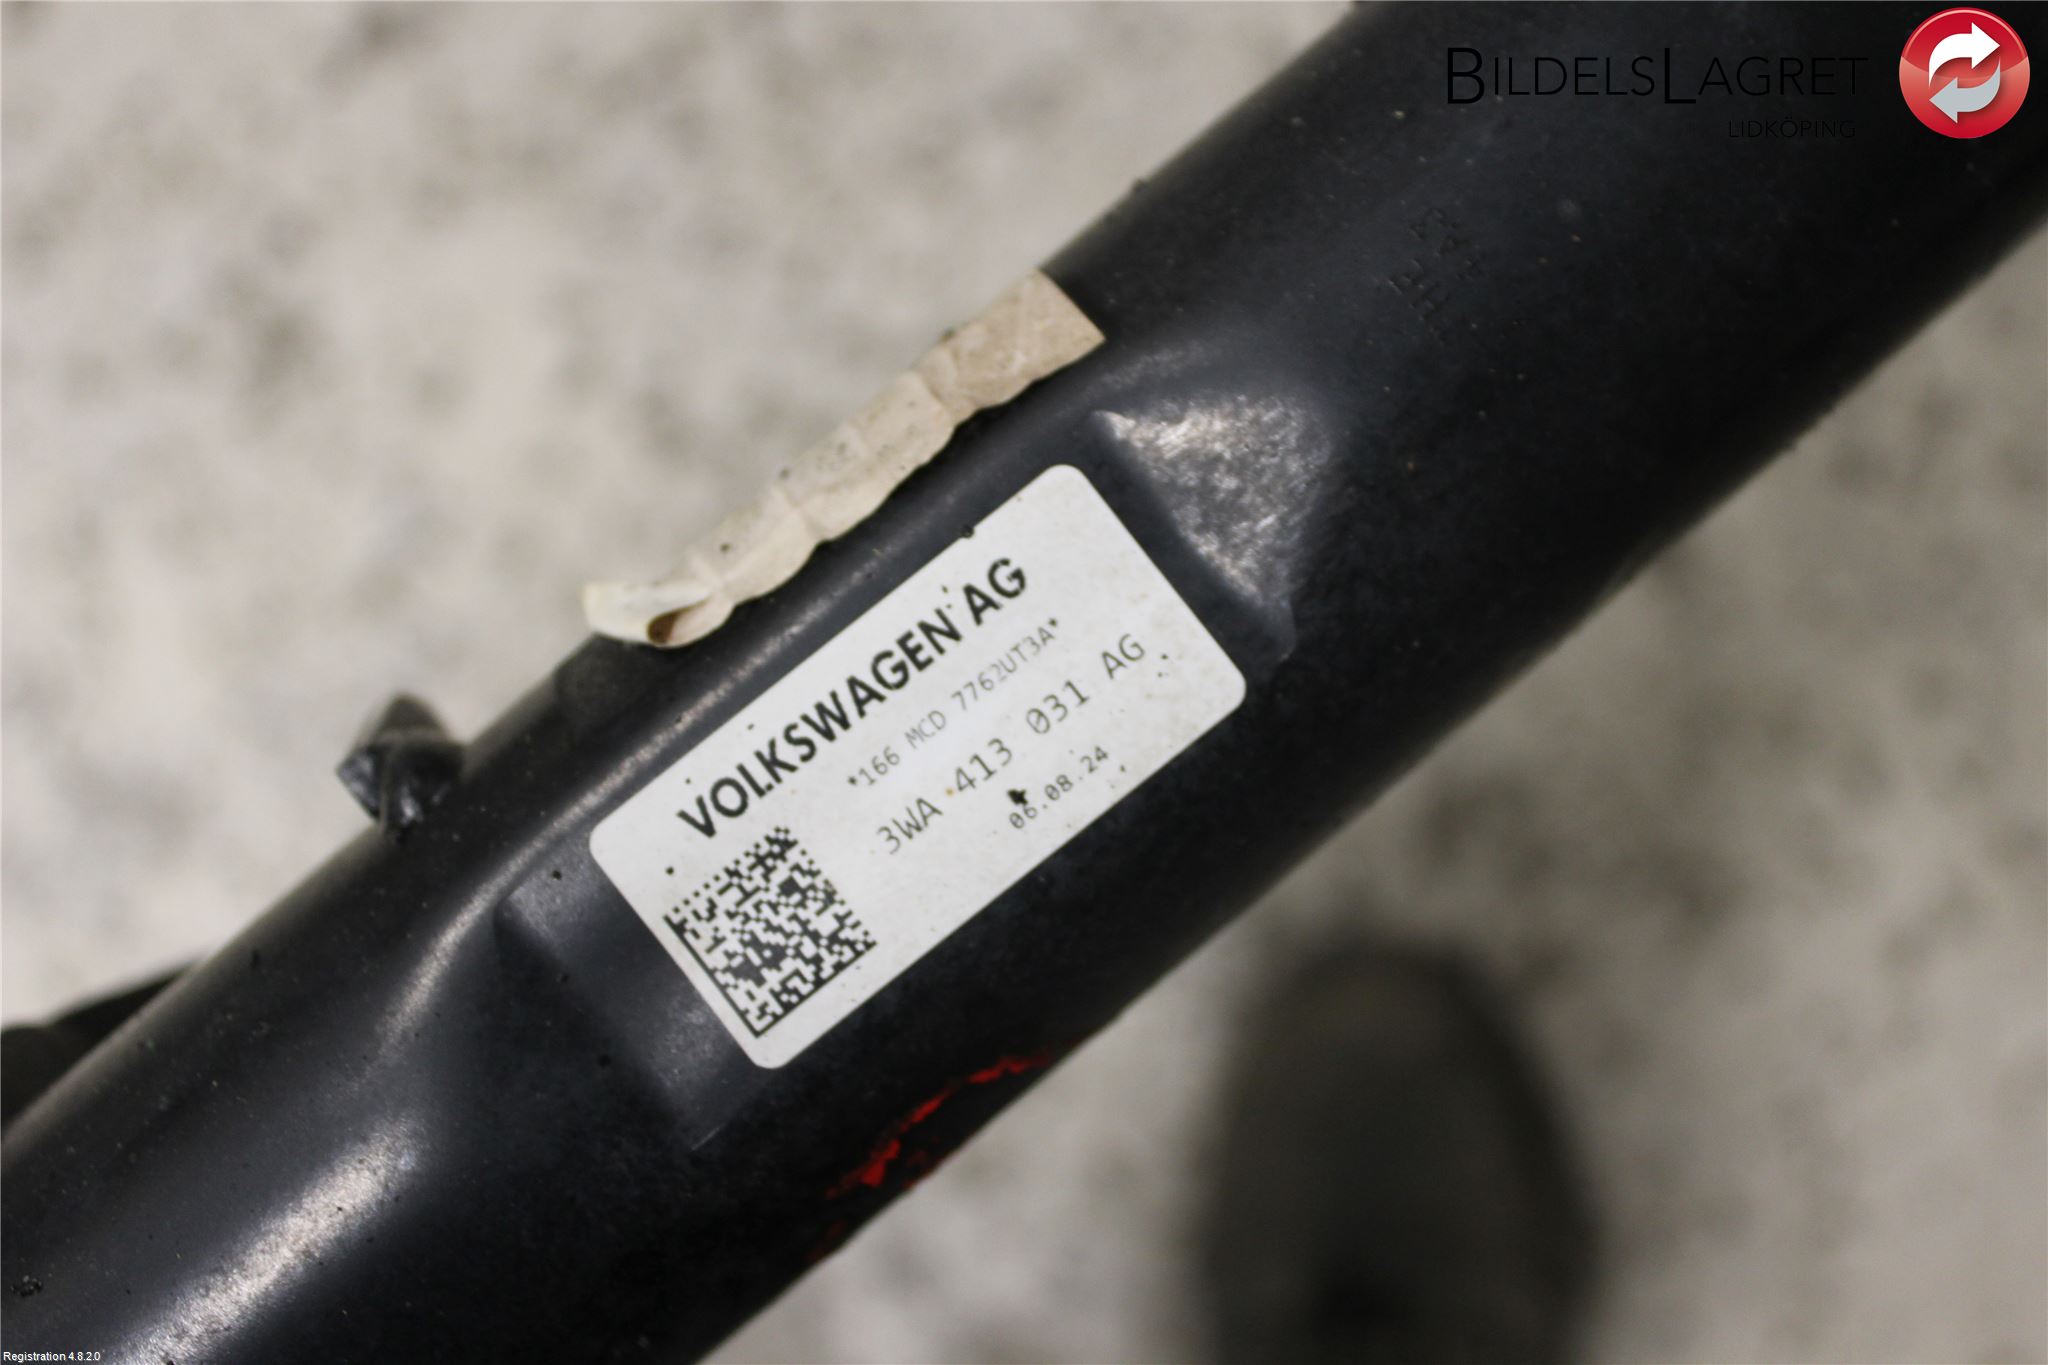 BILDELSLAGRET
LIDKÖPING
VOLKSWAGEN AG
*166 MCD 7762UT3A*
3WA 413 031 AG
06.08.24
Registration 4.8.2.0